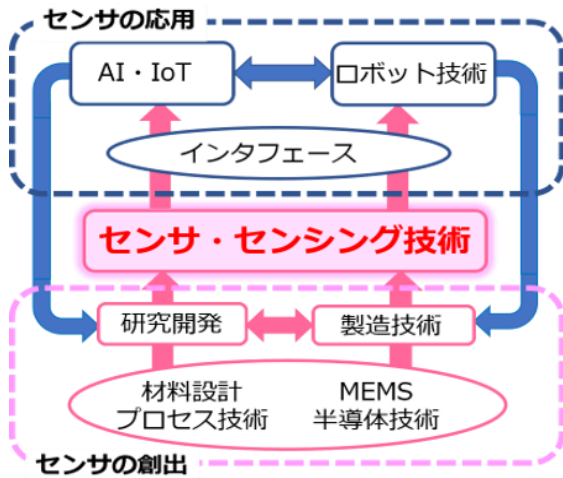 センサの応用
AI・IoT
ロボット技術
インタフェース
センサ・センシング技術
研究開発
製造技術
材料設計
プロセス技術
MEMS
半導体技術
センサの創出